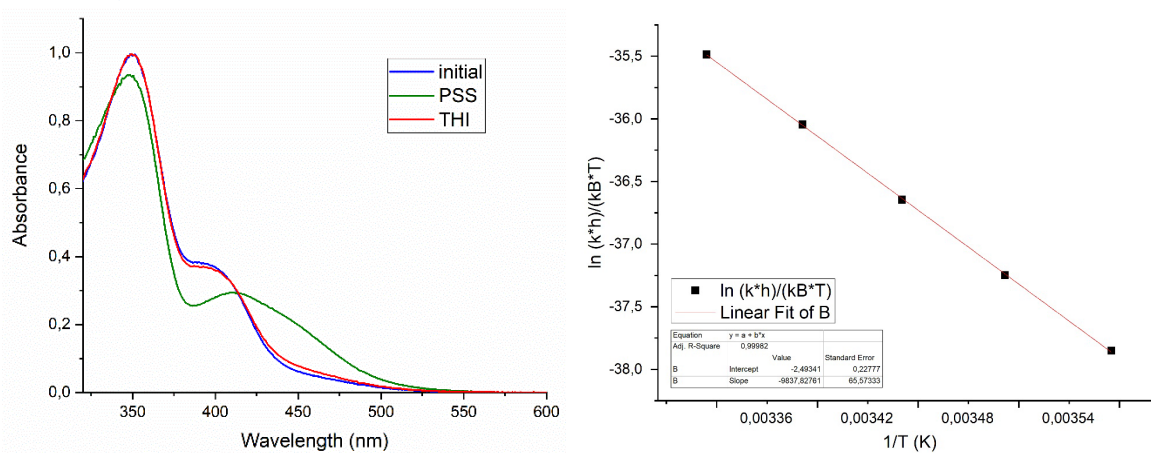 1,0
0,8
0,6
0,4
0,2
0,0
Absorbance
initial
PSS
THI
350
400
450
500
550
600
Wavelength (nm)
-35,5
-36,0
-36,5
-37,0
-37,5
-38,0
ln (k*h)/(kB*T)
ln (k*h)/(kB*T)
Linear Fit of B
Equation y = a + b*x
Adj. R-Square 0,99982
Value Standard Error
B Intercept -2,49341 0,22777
B Slope -9837,82761 65,57333
0,00336
0,00342
0,00348
0,00354
1/T (K)